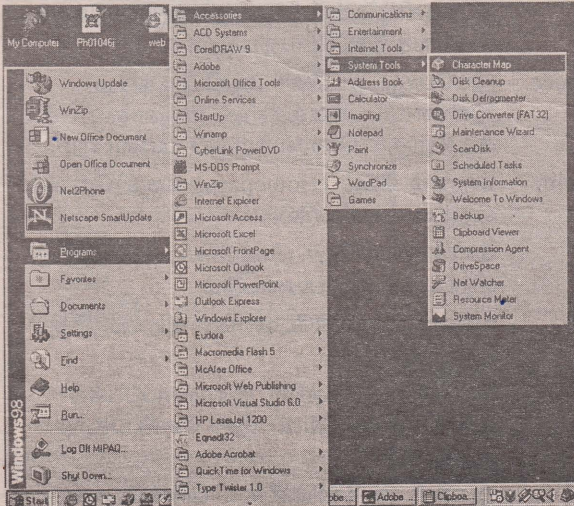 My Computer
Ph01046j
web
Windows Update
WinZip
New Office Document
Open Office Document
Net2Phone
Netscape SmartUpdate
Programs
Favorites
Documents
Settings
Find
Help
Run...
Log Off MIPAQ...
Shut Down...
Windows98
Accessories
ACD Systems
CorelDRAW 9
Adobe
Microsoft Office Tools
Online Services
StartUp
Winamp
CyberLink PowerDVD
MS-DOS Prompt
WinZip
Internet Explorer
Microsoft Access
Microsoft Excel
Microsoft FrontPage
Microsoft Outlook
Microsoft PowerPoint
Outlook Express
Windows Explorer
Eudora
Macromedia Flash 5
McAfee Office
Microsoft Web Publishing
Microsoft Visual Studio 6.0
HP LaserJet 1200
Eqnedt32
Adobe Acrobat
QuickTime for Windows
Type Twister 1.0
Communications
Entertainment
Internet Tools
System Tools
Address Book
Calculator
Imaging
Notepad
Paint
Synchronize
WordPad
Games
Character Map
Disk Cleanup
Disk Defragmenter
Drive Converter (FAT32)
Maintenance Wizard
ScanDisk
Scheduled Tasks
System Information
Welcome To Windows
Backup
Clipboard Viewer
Compression Agent
DriveSpace
Net Watcher
Resource Meter
System Monitor
Start
obe...
Adobe...
Clipboa...